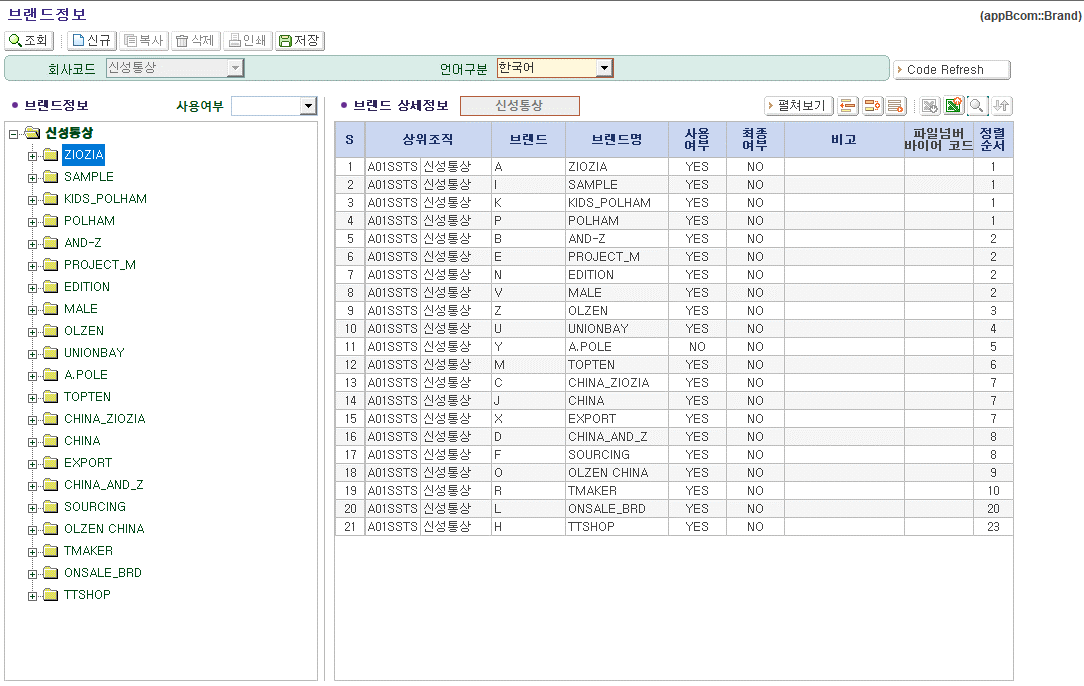 브랜드정보 (appBcom::Brand)
조회 신규 복사 삭제 인쇄 저장
회사코드 신성통상 언어구분 한국어 Code Refresh
브랜드정보 사용여부
신성통상
ZIOZIA
SAMPLE
KIDS_POLHAM
POLHAM
AND-Z
PROJECT_M
EDITION
MALE
OLZEN
UNIONBAY
A.POLE
TOPTEN
CHINA_ZIOZIA
CHINA
EXPORT
CHINA_AND_Z
SOURCING
OLZEN CHINA
TMAKER
ONSALE_BRD
TTSHOP
브랜드 상세정보 신성통상 펼쳐보기
S 상위조직 브랜드 브랜드명 사용 여부 최종 여부 비고 파일넘버 바이어 코드 정렬 순서
1 A01SSTS 신성통상 A ZIOZIA YES NO 1
2 A01SSTS 신성통상 I SAMPLE YES NO 1
3 A01SSTS 신성통상 K KIDS_POLHAM YES NO 1
4 A01SSTS 신성통상 P POLHAM YES NO 1
5 A01SSTS 신성통상 B AND-Z YES NO 2
6 A01SSTS 신성통상 E PROJECT_M YES NO 2
7 A01SSTS 신성통상 N EDITION YES NO 2
8 A01SSTS 신성통상 V MALE YES NO 2
9 A01SSTS 신성통상 Z OLZEN YES NO 3
10 A01SSTS 신성통상 U UNIONBAY YES NO 4
11 A01SSTS 신성통상 Y A.POLE NO NO 5
12 A01SSTS 신성통상 M TOPTEN YES NO 6
13 A01SSTS 신성통상 C CHINA_ZIOZIA YES NO 7
14 A01SSTS 신성통상 J CHINA YES NO 7
15 A01SSTS 신성통상 X EXPORT YES NO 7
16 A01SSTS 신성통상 D CHINA_AND_Z YES NO 8
17 A01SSTS 신성통상 F SOURCING YES NO 8
18 A01SSTS 신성통상 O OLZEN CHINA YES NO 9
19 A01SSTS 신성통상 R TMAKER YES NO 10
20 A01SSTS 신성통상 L ONSALE_BRD YES NO 20
21 A01SSTS 신성통상 H TTSHOP YES NO 23